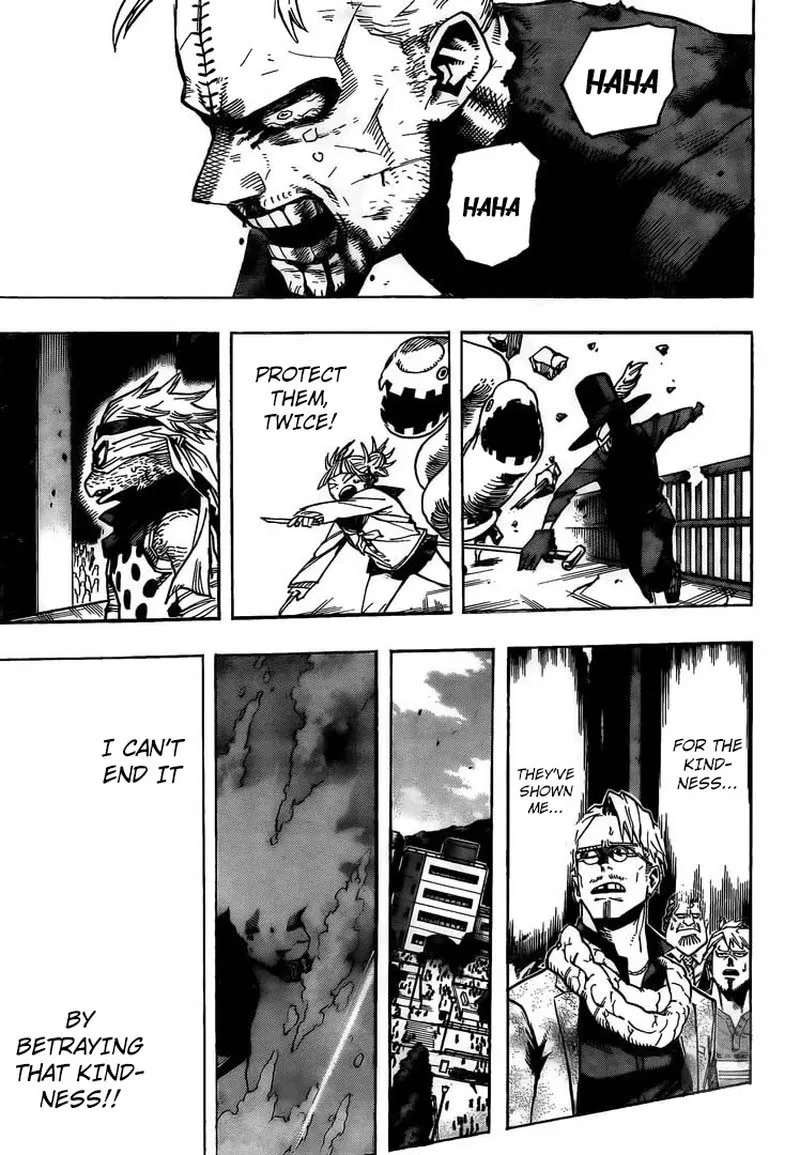 HAHA
HAHA
PROTECT
THEM,
TWICE!
FOR THE
KIND-
NESS...
THEY'VE
SHOWN
ME...
I CAN'T
END IT
BY
BETRAYING
THAT KIND-
NESS!!